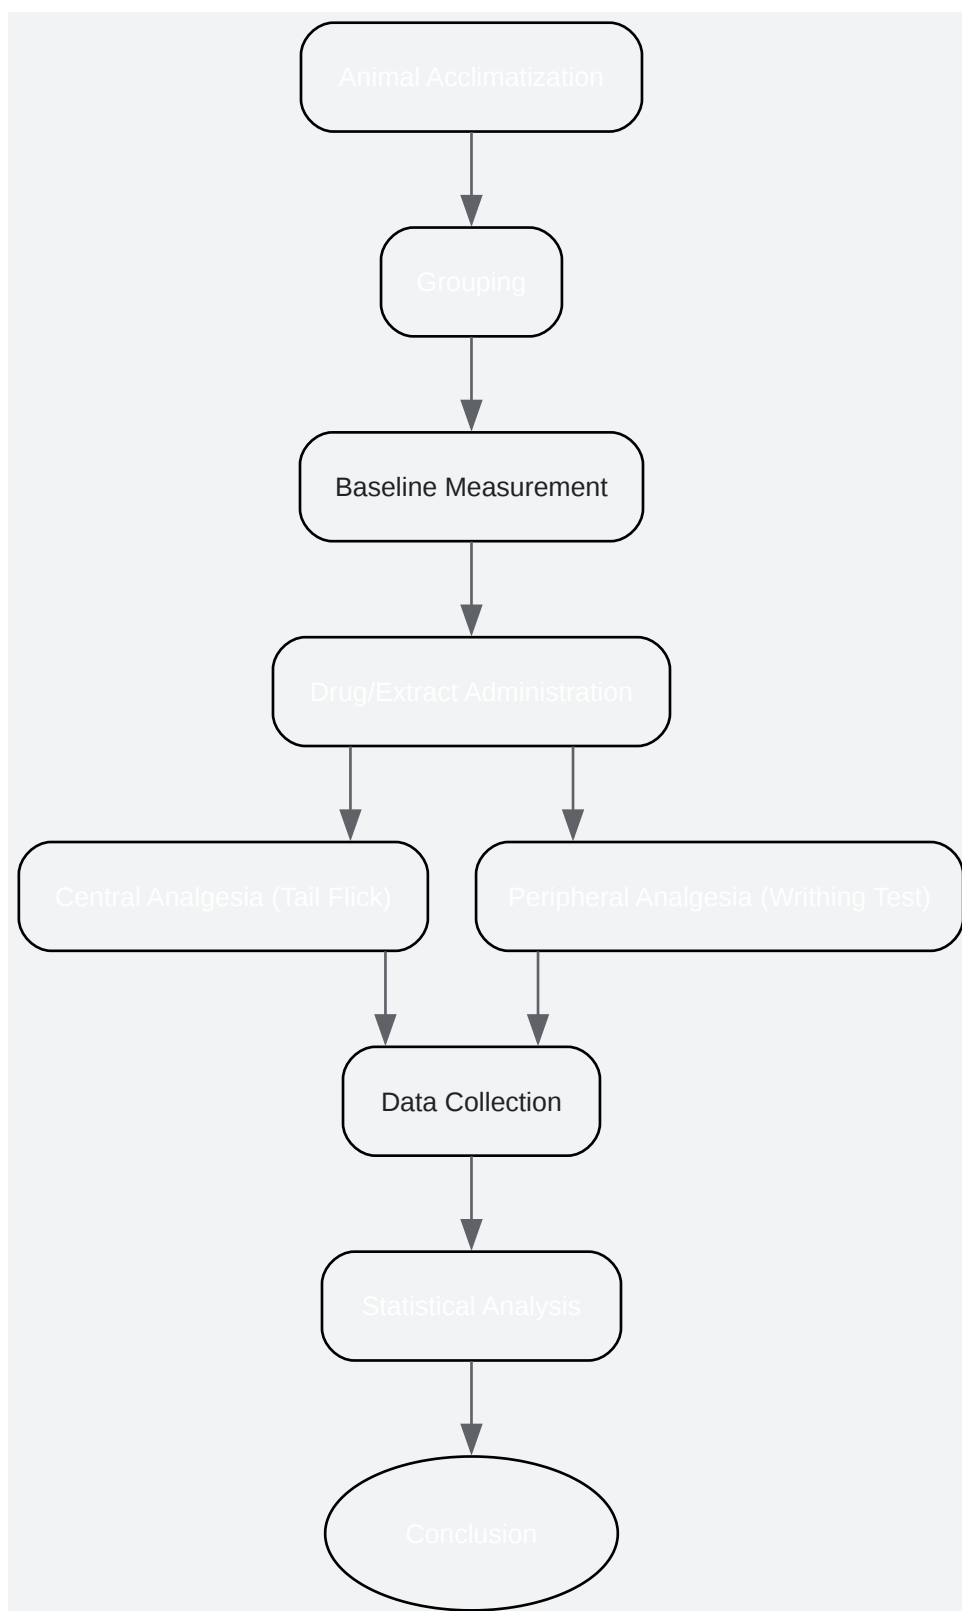 Animal Acclimatization
Grouping
Baseline Measurement
Drug/Extract Administration
Central Analgesia (Tail Flick)
Peripheral Analgesia (Writhing Test)
Data Collection
Statistical Analysis
Conclusion